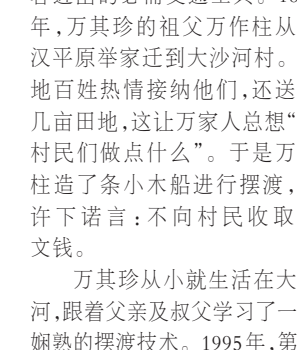 年，万其珍的祖父万作柱从
汉平原举家迁到大沙河村。
地百姓热情接纳他们，还送
几亩田地，这让万家人总想“
村民们做点什么”。于是万
柱造了条小木船进行摆渡，
许下诺言：不向村民收取
文钱。
万其珍从小就生活在大
河，跟着父亲及叔父学习了一
娴熟的摆渡技术。1995年，第